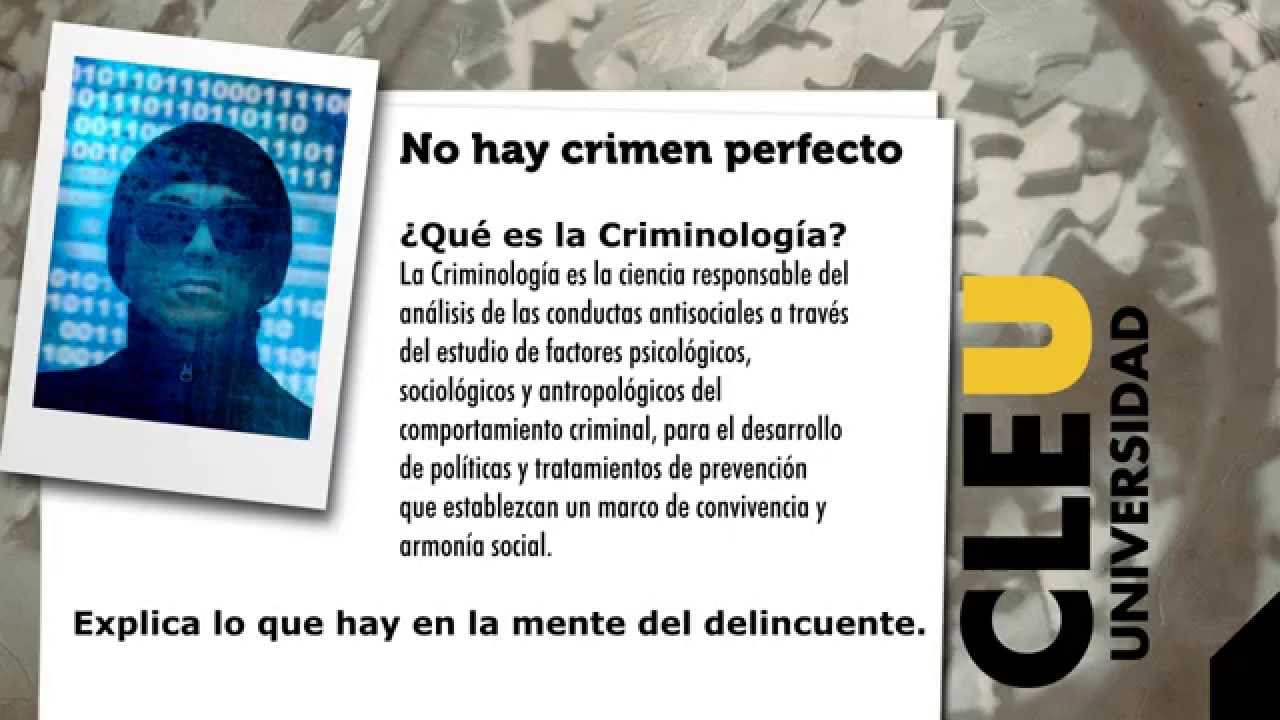 No hay crimen perfecto
¿Qué es la Criminología?
La Criminología es la ciencia responsable del
análisis de las conductas antisociales a través
del estudio de factores psicológicos,
sociológicos y antropológicos del
comportamiento criminal, para el desarrollo
de políticas y tratamientos de prevención
que establezcan un marco de convivencia y
armonía social.
Explica lo que hay en la mente del delincuente.
CLEU
UNIVERSIDAD